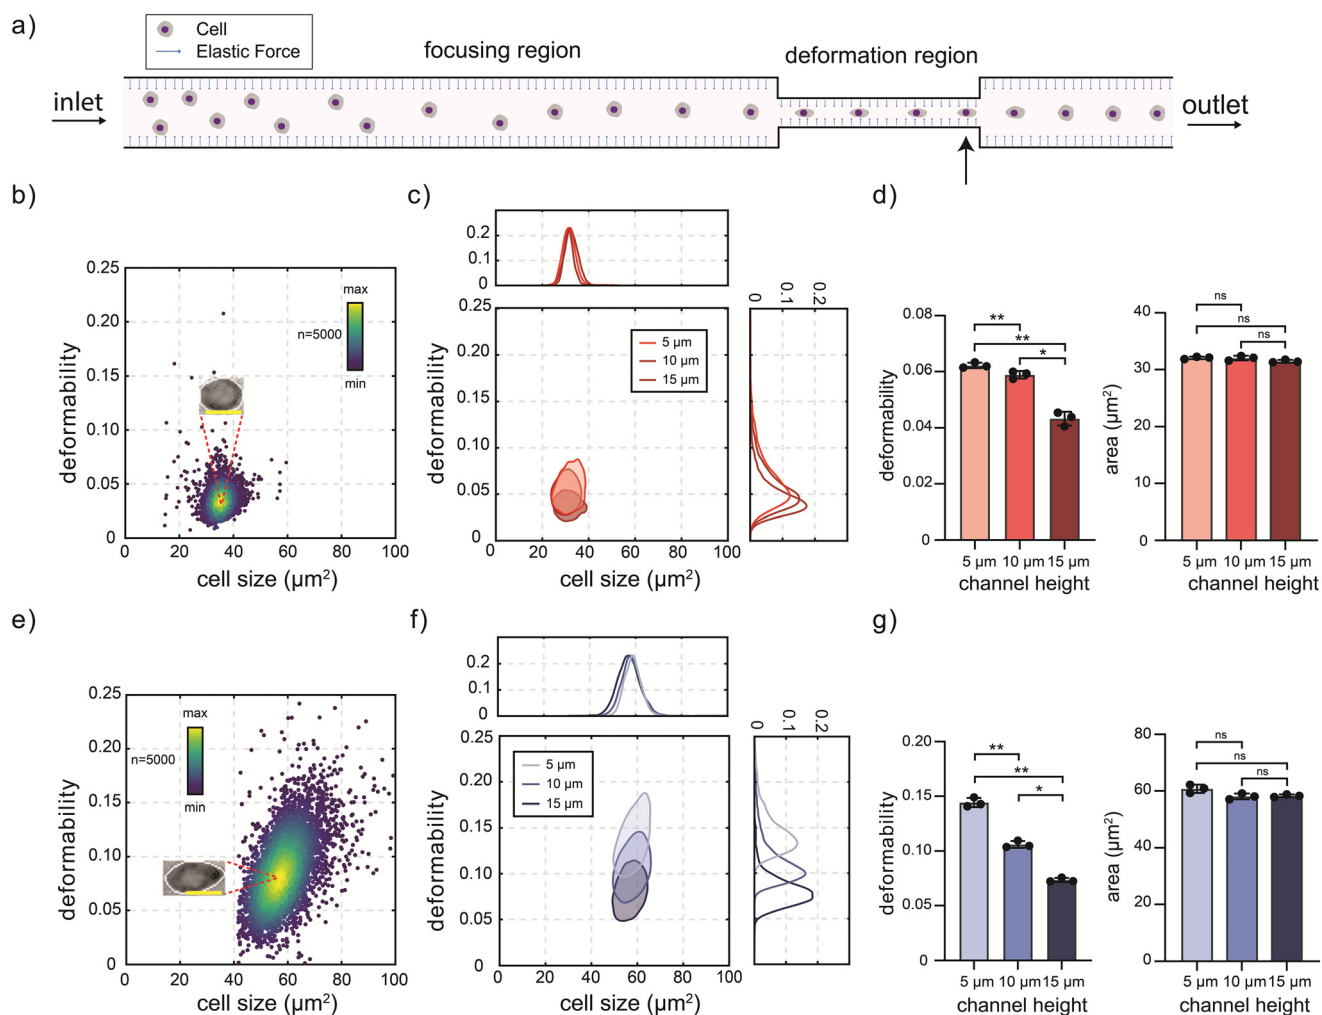 a)
Cell
Elastic Force
focusing region
deformation region
inlet
outlet
b)
c)
d)
0.25
0.20
0.15
0.10
0.05
0
deformability
max
n=5000
min
0 20 40 60 80 100
cell size (µm²)
0.2
0.1
0
0.25
0.20
0.15
0.10
0.05
0
deformability
5 µm
10 µm
15 µm
0 20 40 60 80 100
cell size (µm²)
0 0.1 0.2
0.08
0.06
0.04
0.02
0
deformability
**
**
*
5 µm 10 µm 15 µm
channel height
40
30
20
10
0
area (µm²)
ns
ns
ns
5 µm 10 µm 15 µm
channel height
e)
f)
g)
0.25
0.20
0.15
0.10
0.05
0
deformability
max
n=5000
min
0 20 40 60 80 100
cell size (µm²)
0.2
0.1
0
0.25
0.20
0.15
0.10
0.05
0
deformability
5 µm
10 µm
15 µm
0 20 40 60 80 100
cell size (µm²)
0 0.1 0.2
0.20
0.15
0.10
0.05
0
deformability
**
**
*
5 µm 10 µm 15 µm
channel height
80
60
40
20
0
area (µm²)
ns
ns
ns
5 µm 10 µm 15 µm
channel height